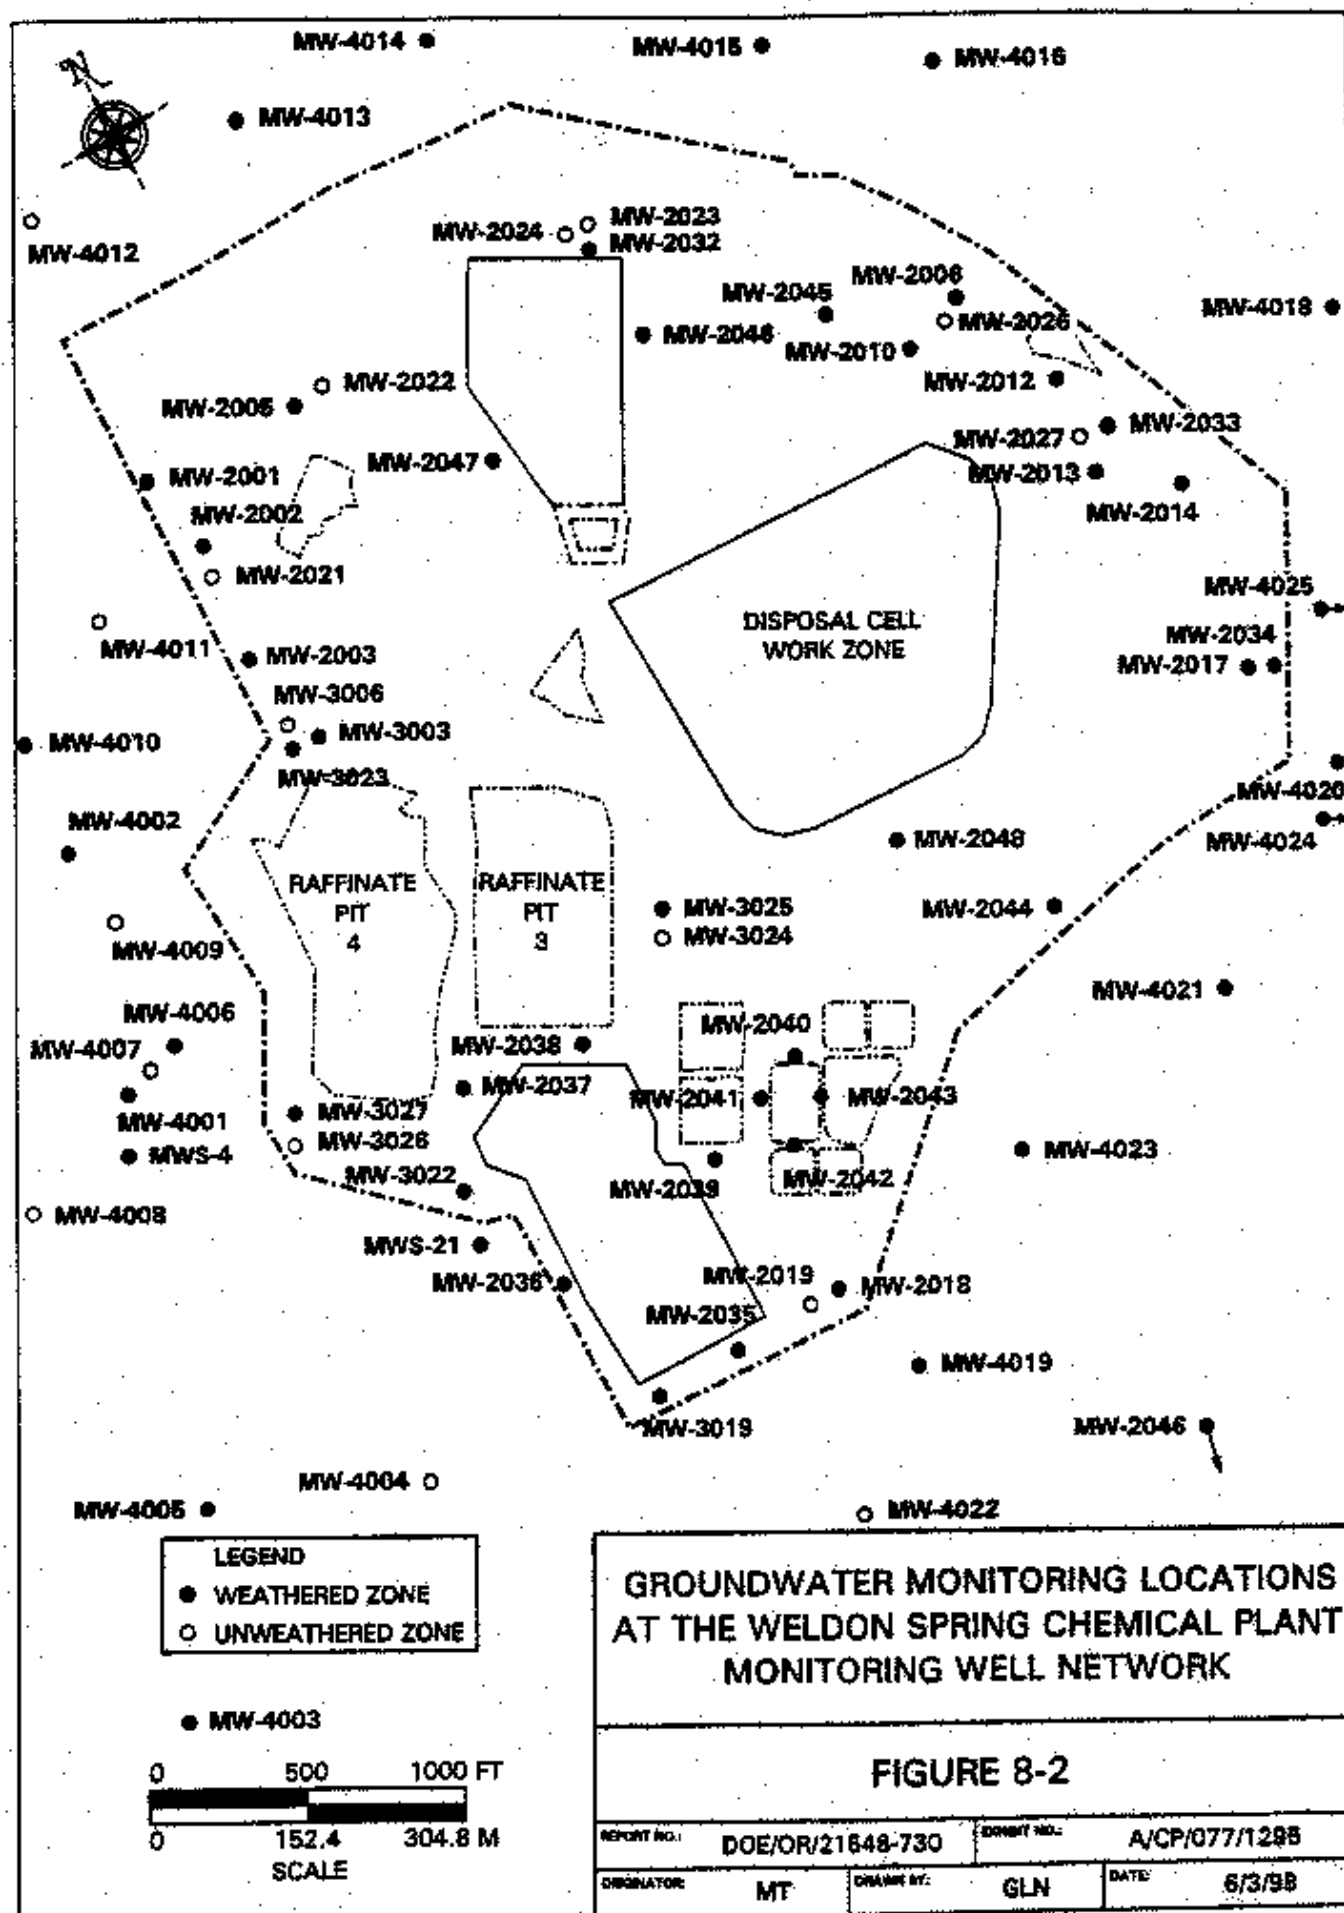 N
MW-4014
MW-4015
MW-4016
MW-4013
MW-4012
MW-2023
MW-2024
MW-2032
MW-2006
MW-2045
MW-2026
MW-4018
MW-2046
MW-2010
MW-2012
MW-2022
MW-2005
MW-2033
MW-2027
MW-2047
MW-2013
MW-2001
MW-2014
MW-2002
MW-2021
MW-4025
DISPOSAL CELL
WORK ZONE
MW-2034
MW-4011
MW-2003
MW-2017
MW-3006
MW-3003
MW-4010
MW-3023
MW-4020
MW-4002
MW-2048
MW-4024
RAFFINATE
PIT
4
RAFFINATE
PIT
3
MW-3025
MW-2044
MW-3024
MW-4009
MW-4021
MW-4006
MW-2040
MW-4007
MW-2038
MW-2037
MW-2041
MW-2043
MW-4001
MW-3027
MW-3026
MWS-4
MW-4023
MW-3022
MW-2039
MW-2042
MW-4008
MWS-21
MW-2036
MW-2019
MW-2018
MW-2035
MW-4019
MW-3019
MW-2046
MW-4004
MW-4005
MW-4022
LEGEND
WEATHERED ZONE
UNWEATHERED ZONE
MW-4003
0 500 1000 FT
0 152.4 304.8 M
SCALE
GROUNDWATER MONITORING LOCATIONS
AT THE WELDON SPRING CHEMICAL PLANT
MONITORING WELL NETWORK
FIGURE 8-2
REPORT NO.: DOE/OR/21548-730 EXHIBIT NO.: A/CP/077/1296
ORIGINATOR: MT DRAWN BY: GLN DATE: 6/3/98